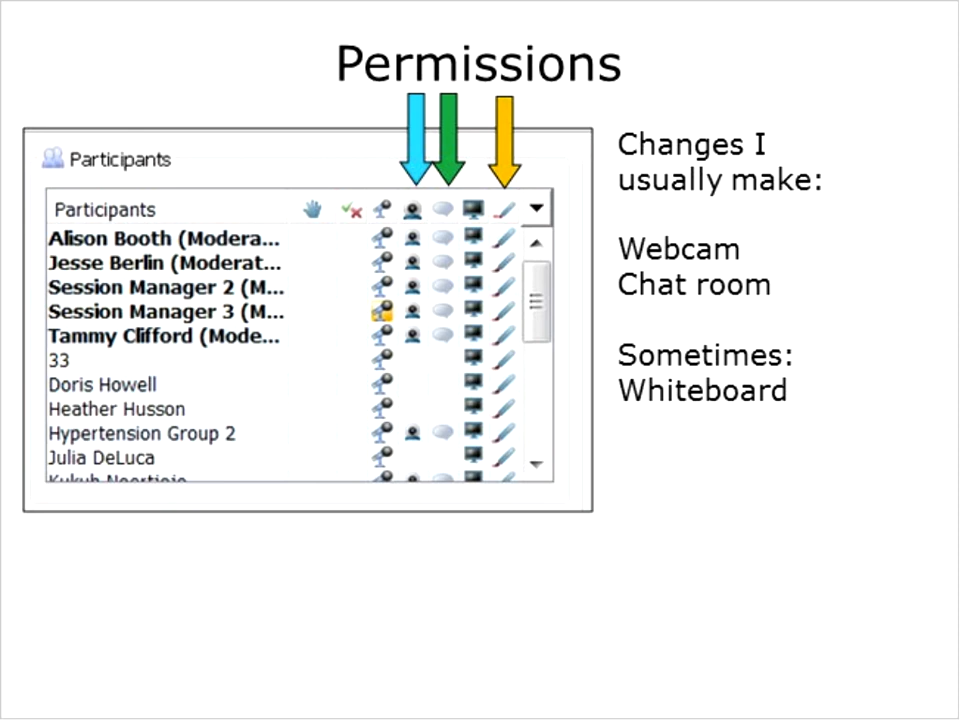 Permissions
Participants
Participants
Alison Booth (Modera...
Jesse Berlin (Moderat...
Session Manager 2 (M...
Session Manager 3 (M...
Tammy Clifford (Mode...
33
Doris Howell
Heather Husson
Hypertension Group 2
Julia DeLuca
Changes I
usually make:
Webcam
Chat room
Sometimes:
Whiteboard